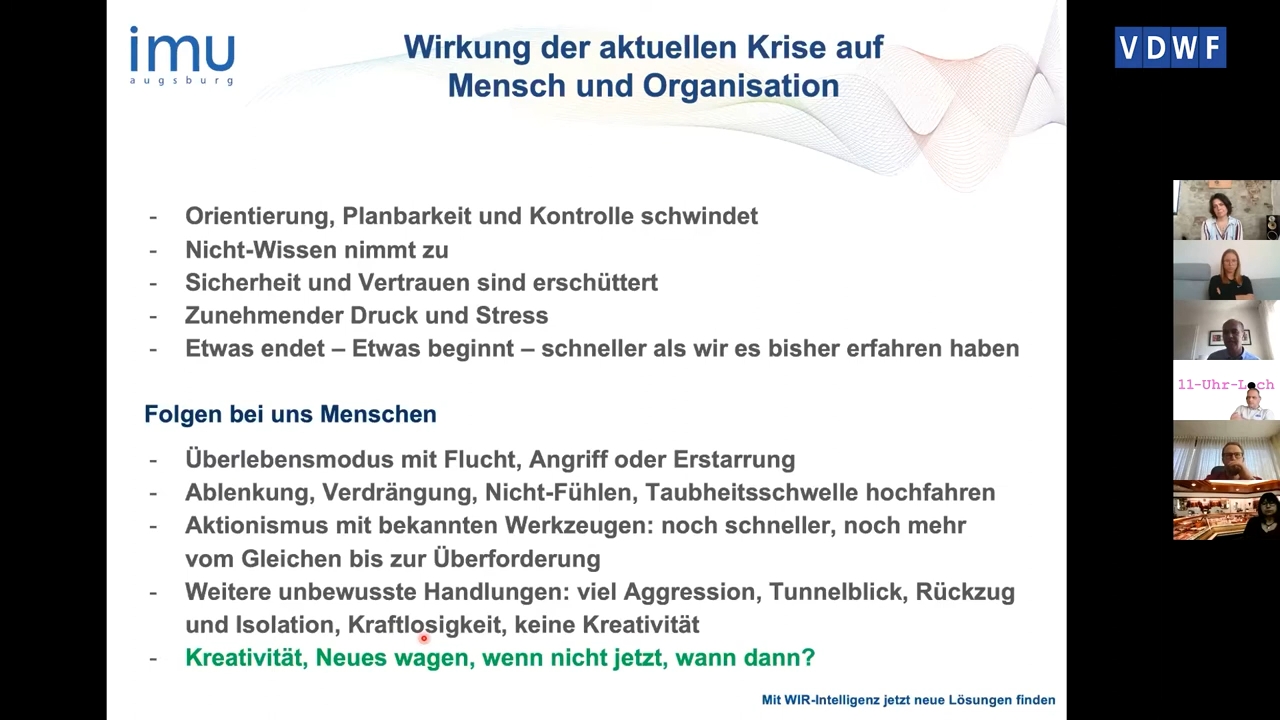 imu
augsburg
Wirkung der aktuellen Krise auf
Mensch und Organisation
VDWF
- Orientierung, Planbarkeit und Kontrolle schwindet
- Nicht-Wissen nimmt zu
- Sicherheit und Vertrauen sind erschüttert
- Zunehmender Druck und Stress
- Etwas endet – Etwas beginnt – schneller als wir es bisher erfahren haben
Folgen bei uns Menschen
- Überlebensmodus mit Flucht, Angriff oder Erstarrung
- Ablenkung, Verdrängung, Nicht-Fühlen, Taubheitsschwelle hochfahren
- Aktionismus mit bekannten Werkzeugen: noch schneller, noch mehr
vom Gleichen bis zur Überforderung
- Weitere unbewusste Handlungen: viel Aggression, Tunnelblick, Rückzug
und Isolation, Kraftlosigkeit, keine Kreativität
- Kreativität, Neues wagen, wenn nicht jetzt, wann dann?
Mit WIR-Intelligenz jetzt neue Lösungen finden
11-Uhr-Loch